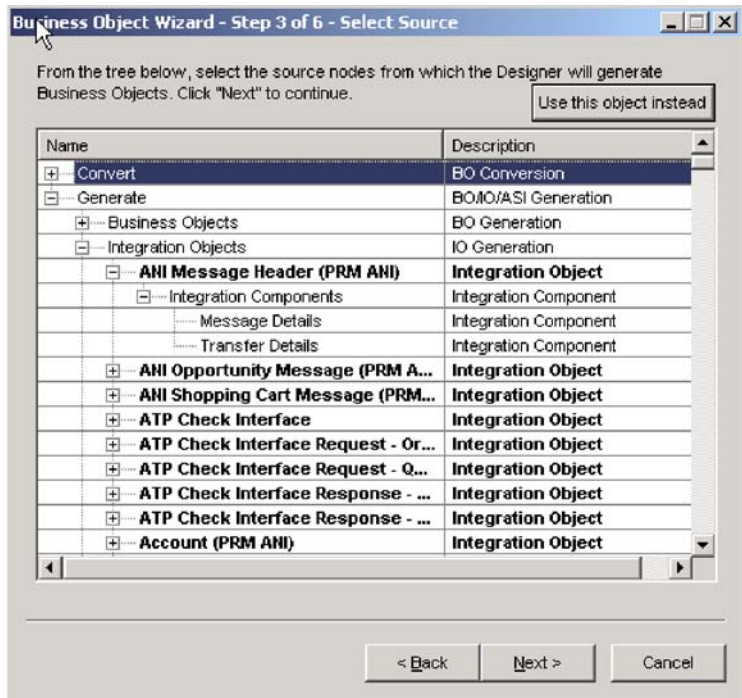 Business Object Wizard - Step 3 of 6 - Select Source
From the tree below, select the source nodes from which the Designer will generate
Business Objects. Click "Next" to continue.
Use this object instead
Name Description
Convert BO Conversion
Generate BO/IO/ASI Generation
Business Objects BO Generation
Integration Objects IO Generation
ANI Message Header (PRM ANI) Integration Object
Integration Components Integration Component
Message Details Integration Component
Transfer Details Integration Component
ANI Opportunity Message (PRM A... Integration Object
ANI Shopping Cart Message (PRM... Integration Object
ATP Check Interface Integration Object
ATP Check Interface Request - Or... Integration Object
ATP Check Interface Request - Q... Integration Object
ATP Check Interface Response - ... Integration Object
ATP Check Interface Response - ... Integration Object
Account (PRM ANI) Integration Object
< Back Next > Cancel